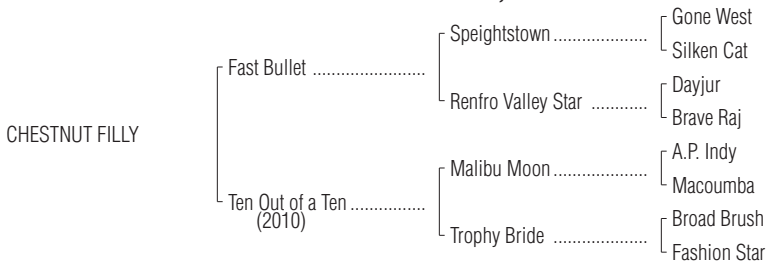 Gone West
Speightstown
Silken Cat
Fast Bullet
Dayjur
Renfro Valley Star
Brave Raj
CHESTNUT FILLY
A.P. Indy
Malibu Moon
Macoumba
Ten Out of a Ten
(2010)
Broad Brush
Trophy Bride
Fashion Star